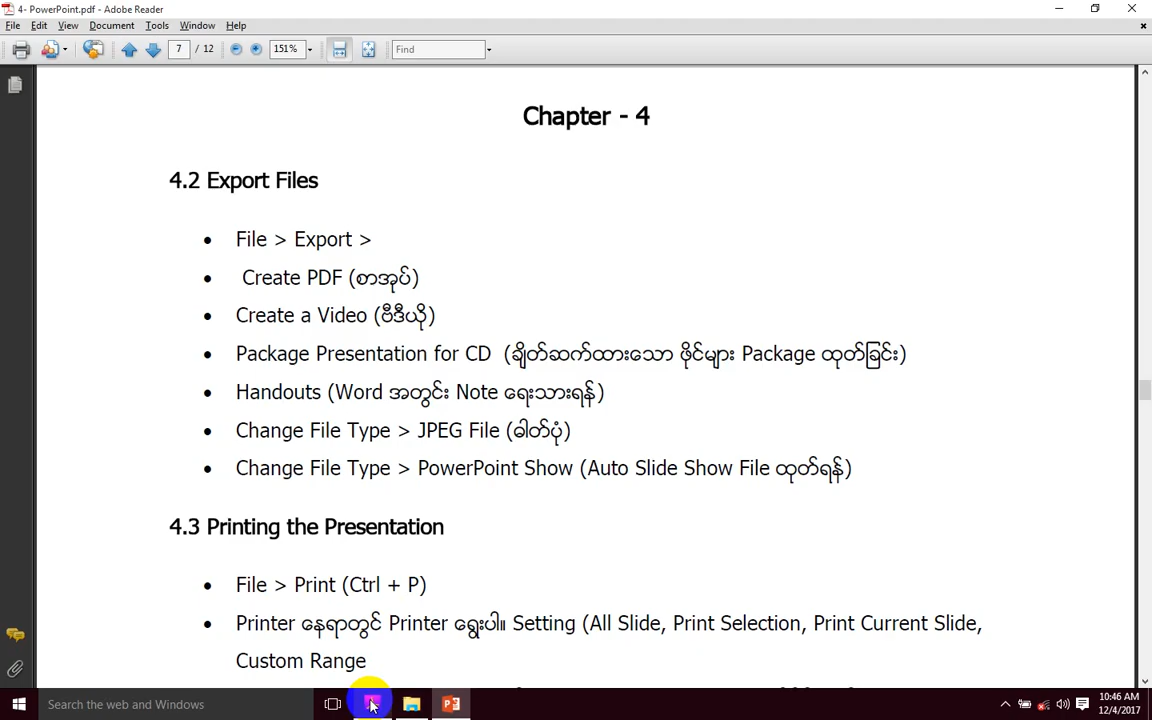 4- PowerPoint.pdf - Adobe Reader
File Edit View Document Tools Window Help
7 / 12 151% Find
Chapter - 4
4.2 Export Files
• File > Export >
• Create PDF (စာအုပ်)
• Create a Video (ဗီဒီယို)
• Package Presentation for CD (ချိတ်ဆက်ထားသော ဖိုင်များ Package ထုတ်ခြင်း)
• Handouts (Word အတွင်း Note ရေးသားရန်)
• Change File Type > JPEG File (ဓါတ်ပုံ)
• Change File Type > PowerPoint Show (Auto Slide Show File ထုတ်ရန်)
4.3 Printing the Presentation
• File > Print (Ctrl + P)
• Printer နေရာတွင် Printer ရွေးပါ။ Setting (All Slide, Print Selection, Print Current Slide,
Custom Range
Search the web and Windows
10:46 AM
12/4/2017